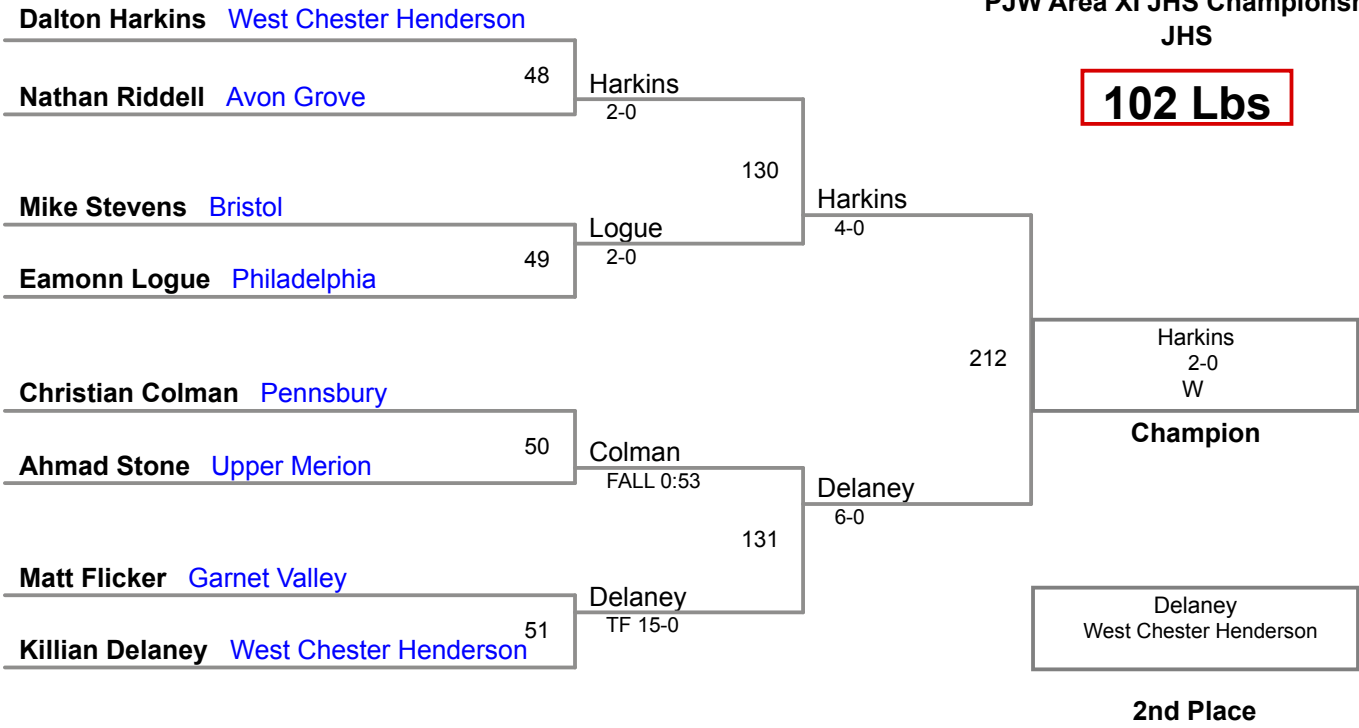 Dalton Harkins West Chester Henderson
PJW Area XI JHS Championsh
JHS
102 Lbs
48
Nathan Riddell Avon Grove
Harkins
2-0
130
Mike Stevens Bristol
Harkins
4-0
Logue
2-0
49
Eamonn Logue Philadelphia
212
Harkins
2-0
W
Champion
Christian Colman Pennsbury
50
Ahmad Stone Upper Merion
Colman
FALL 0:53
Delaney
6-0
131
Matt Flicker Garnet Valley
Delaney
TF 15-0
51
Killian Delaney West Chester Henderson
Delaney
West Chester Henderson
2nd Place